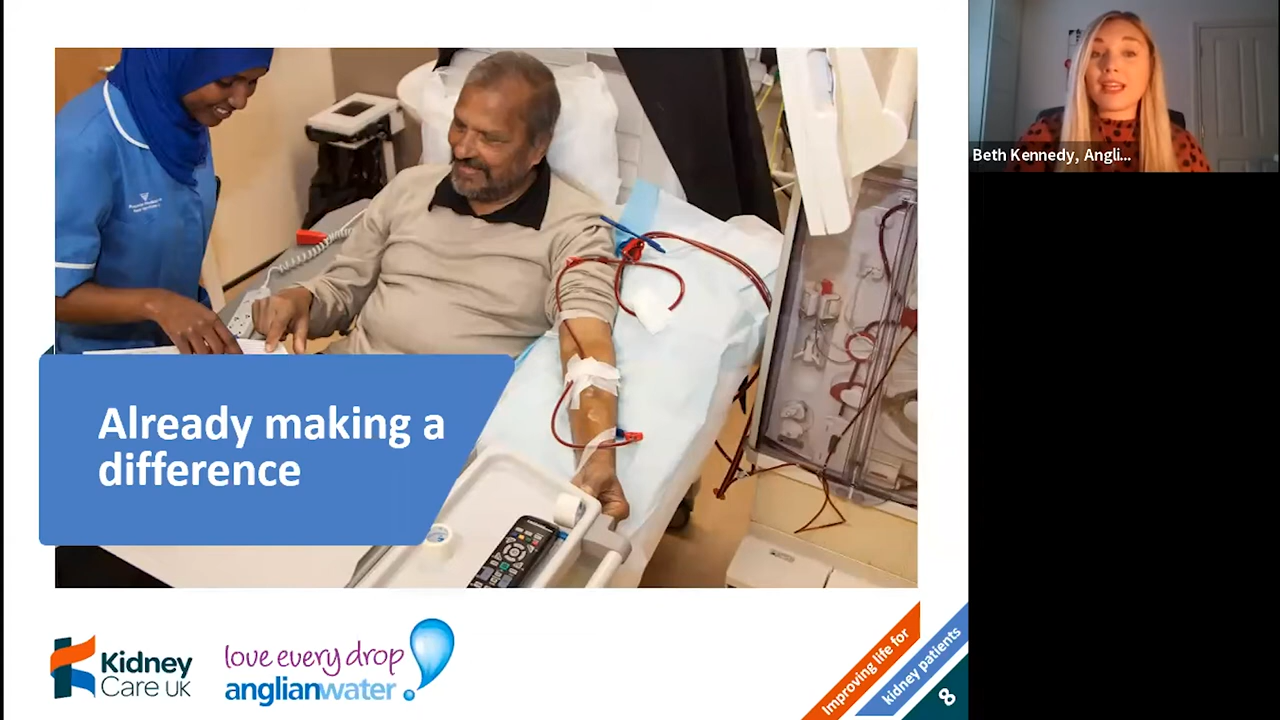 Already making a
difference
Beth Kennedy, Angli...
Kidney
Care UK
love every drop
anglianwater
Improving life for
kidney patients
8